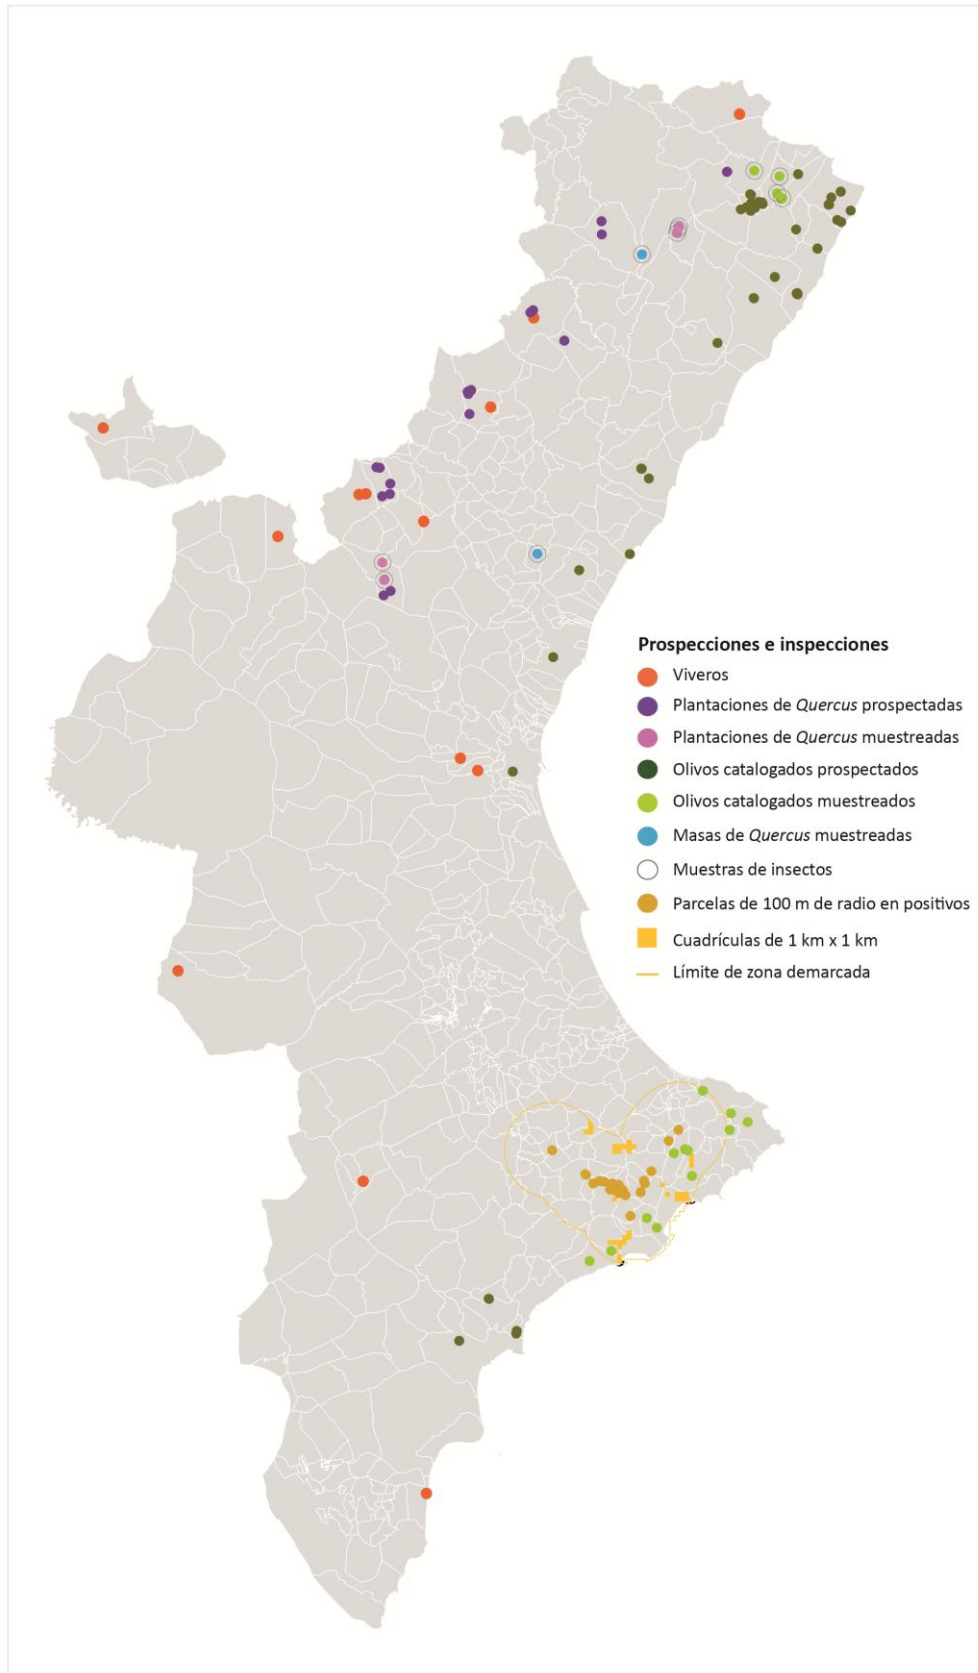 Prospecciones e inspecciones
Viveros
Plantaciones de Quercus prospectadas
Plantaciones de Quercus muestreadas
Olivos catalogados prospectados
Olivos catalogados muestreados
Masas de Quercus muestreadas
Muestras de insectos
Parcelas de 100 m de radio en positivos
Cuadrículas de 1 km x 1 km
Límite de zona demarcada